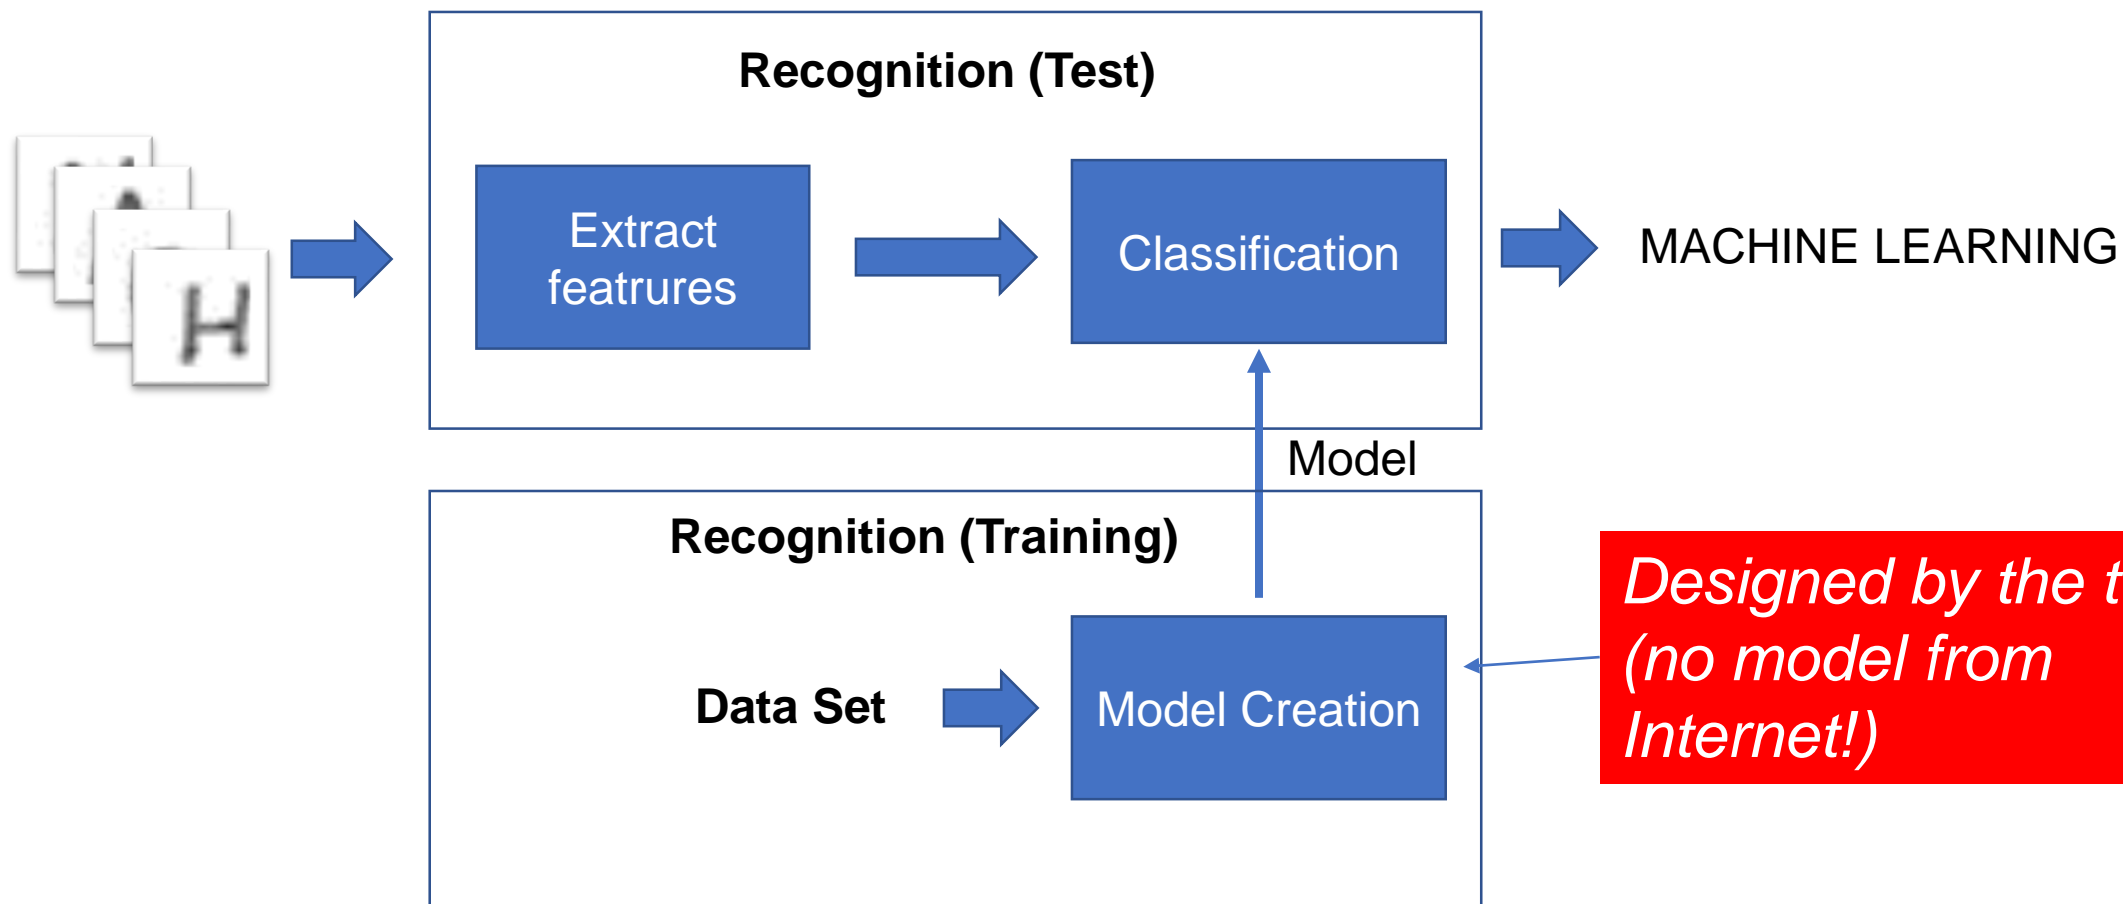 Recognition (Test)
H
Extract
featrures
Classification
MACHINE LEARNING
Model
Recognition (Training)
Data Set
Model Creation
Designed by the t
(no model from
Internet!)